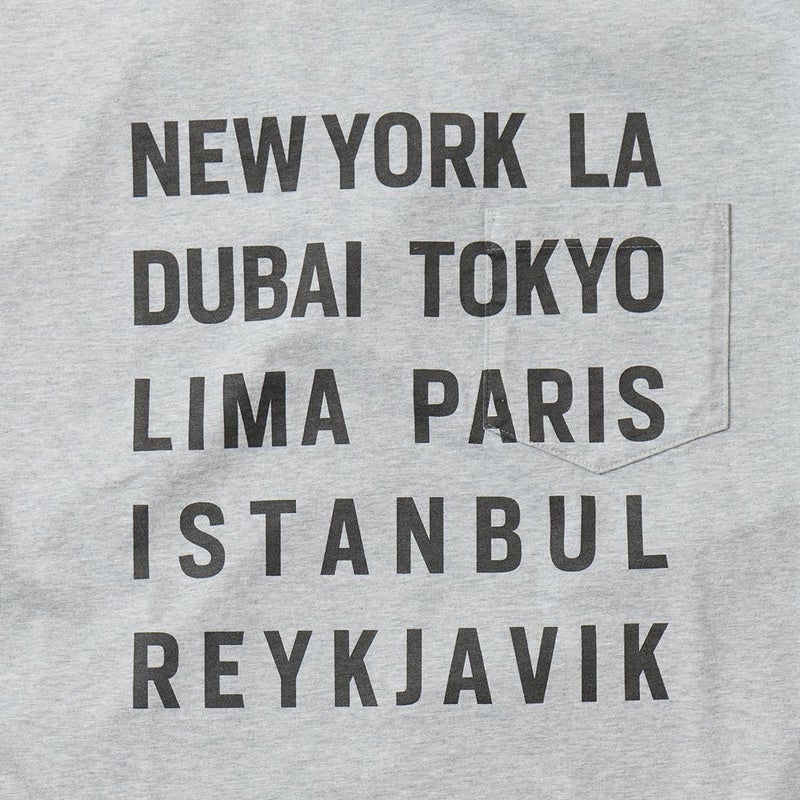 NEW YORK LA
DUBAI TOKYO
LIMA PARIS
ISTANBUL
REYKJAVIK